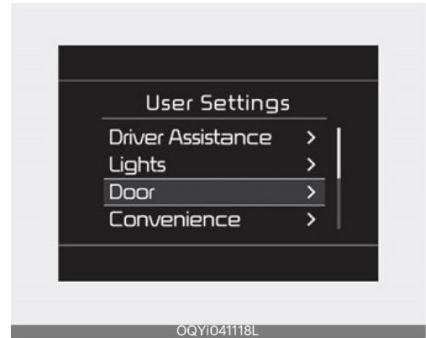 User Settings
Driver Assistance >
Lights >
Door >
Convenience >
OQYi041118L